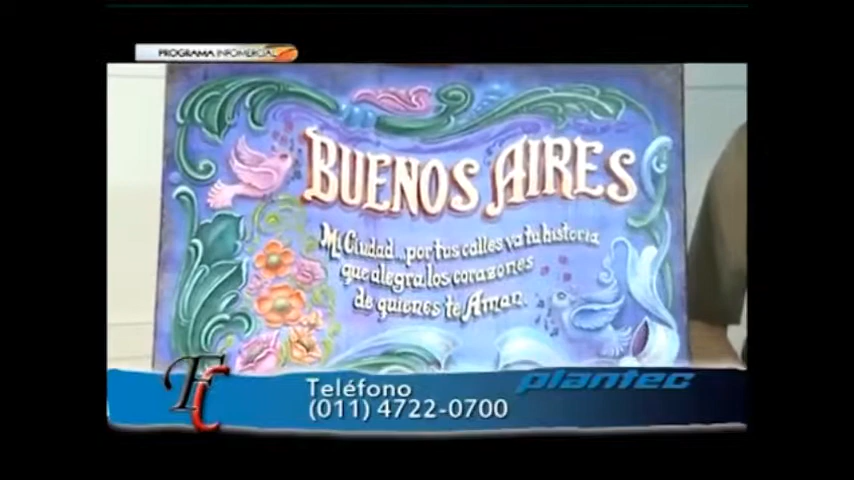 PROGRAMA INFOMERCIAL
BUENOS AIRES
Mi Ciudad...por tus calles va tu historia
que alegra los corazones
de quienes te Aman.
FC
plantec
Teléfono
(011) 4722-0700